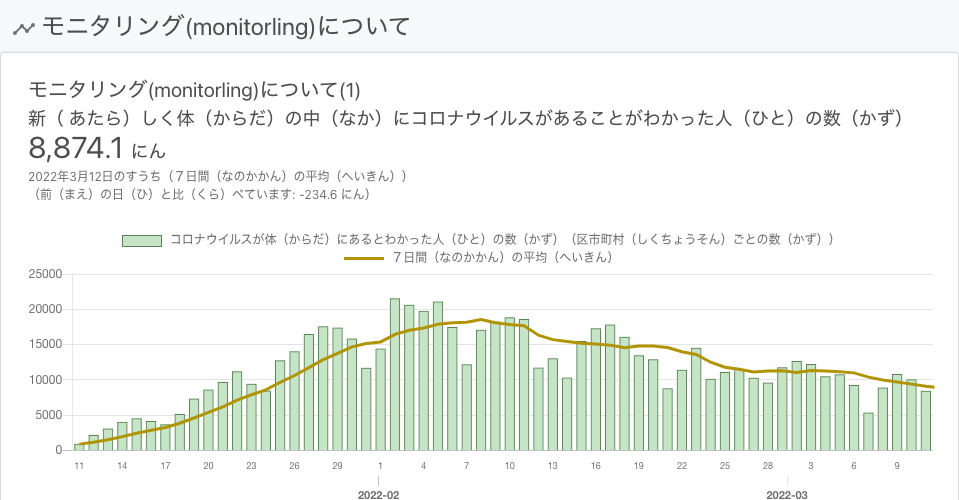 モニタリング(monitorling)について
モニタリング(monitorling)について(1)
新（ あたら）しく体（からだ）の中（なか）にコロナウイルスがあることがわかった人（ひと）の数（かず）
8,874.1 にん
2022年3月12日のすうち（７日間（なのかかん）の平均（へいきん））
（前（まえ）の日（ひ）と比（くら）べています: -234.6 にん）
コロナウイルスが体（からだ）にあるとわかった人（ひと）の数（かず）（区市町村（しくちょうそん）ごとの数（かず））
７日間（なのかかん）の平均（へいきん）
25000
20000
15000
10000
5000
0
11 14 17 20 23 26 29 1 4 7 10 13 16 19 22 25 28 3 6 9
2022-02 2022-03